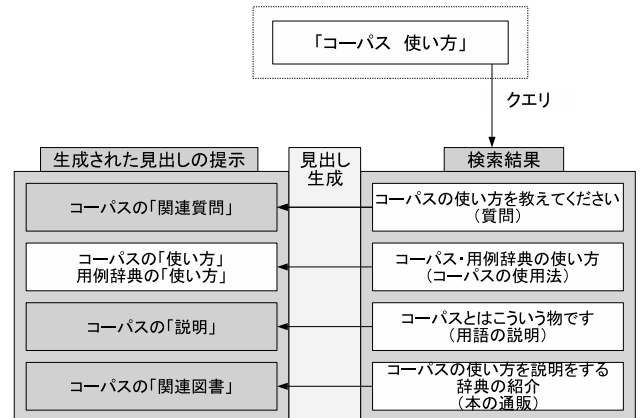 「コーパス 使い方」
クエリ
生成された見出しの提示
見出し
生成
検索結果
コーパスの「関連質問」
コーパスの使い方を教えてください
(質問)
コーパスの「使い方」
用例辞典の「使い方」
コーパス・用例辞典の使い方
(コーパスの使用法)
コーパスの「説明」
コーパスとはこういう物です
(用語の説明)
コーパスの「関連図書」
コーパスの使い方を説明をする
辞典の紹介
(本の通販)